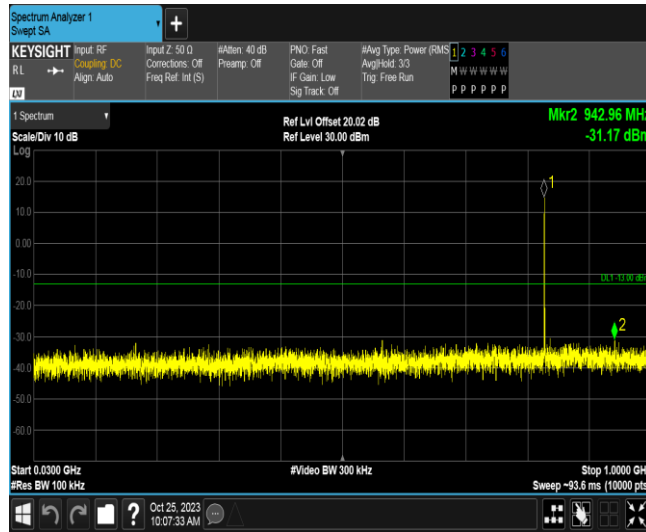 Spectrum Analyzer 1
Swept SA
+
KEYSIGHT Input: RF Input Z: 50 Ω #Atten: 40 dB PNO: Fast #Avg Type: Power (RMS 1 2 3 4 5 6
RL Coupling: DC Corrections: Off Preamp: Off Gate: Off Avg|Hold: 3/3 M W W W W W
Align: Auto Freq Ref: Int (S) IF Gain: Low Trig: Free Run
LXI Sig Track: Off P P P P P P
1 Spectrum Ref Lvl Offset 20.02 dB Mkr2 942.96 MHz
Scale/Div 10 dB Ref Level 30.00 dBm -31.17 dBm
Log
20.0
1
10.0
0.00
-10.0
DL1 -13.00 dBm
-20.0
-30.0
2
-40.0
-50.0
-60.0
Start 0.0300 GHz #Video BW 300 kHz Stop 1.0000 GHz
#Res BW 100 kHz Sweep ~93.6 ms (10000 pts)
? Oct 25, 2023
10:07:33 AM